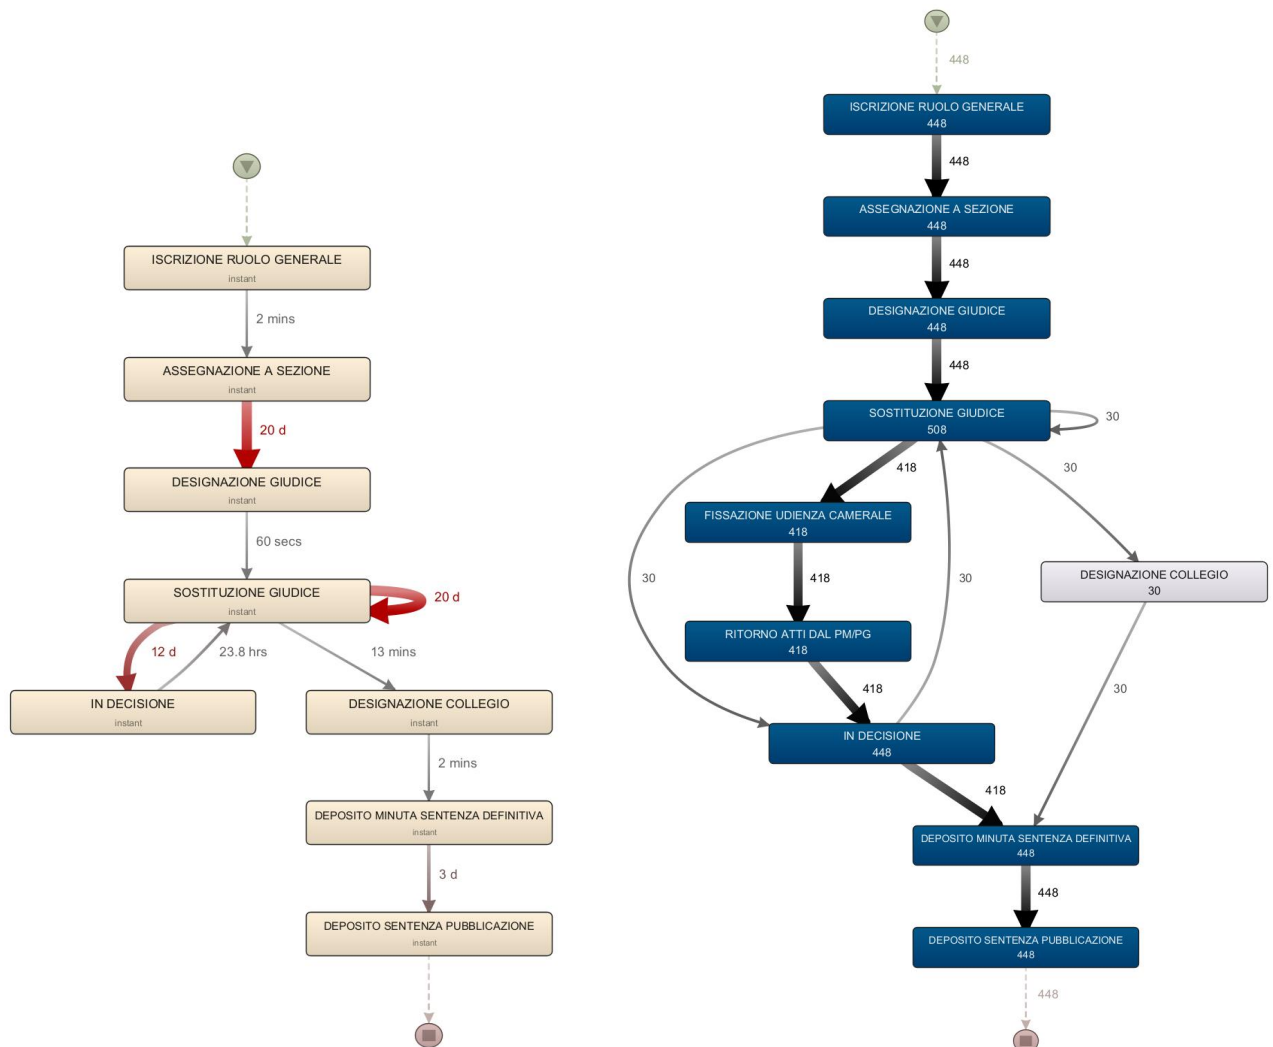 ISCRIZIONE RUOLO GENERALE
instant
2 mins
ASSEGNAZIONE A SEZIONE
instant
20 d
DESIGNAZIONE GIUDICE
instant
60 secs
SOSTITUZIONE GIUDICE
instant
20 d
12 d
23.8 hrs
13 mins
IN DECISIONE
instant
DESIGNAZIONE COLLEGIO
instant
2 mins
DEPOSITO MINUTA SENTENZA DEFINITIVA
instant
3 d
DEPOSITO SENTENZA PUBBLICAZIONE
instant
448
ISCRIZIONE RUOLO GENERALE
448
448
ASSEGNAZIONE A SEZIONE
448
448
DESIGNAZIONE GIUDICE
448
448
SOSTITUZIONE GIUDICE
508
30
418
30
FISSAZIONE UDIENZA CAMERALE
418
30
418
30
DESIGNAZIONE COLLEGIO
30
RITORNO ATTI DAL PM/PG
418
418
30
IN DECISIONE
448
418
DEPOSITO MINUTA SENTENZA DEFINITIVA
448
448
DEPOSITO SENTENZA PUBBLICAZIONE
448
448